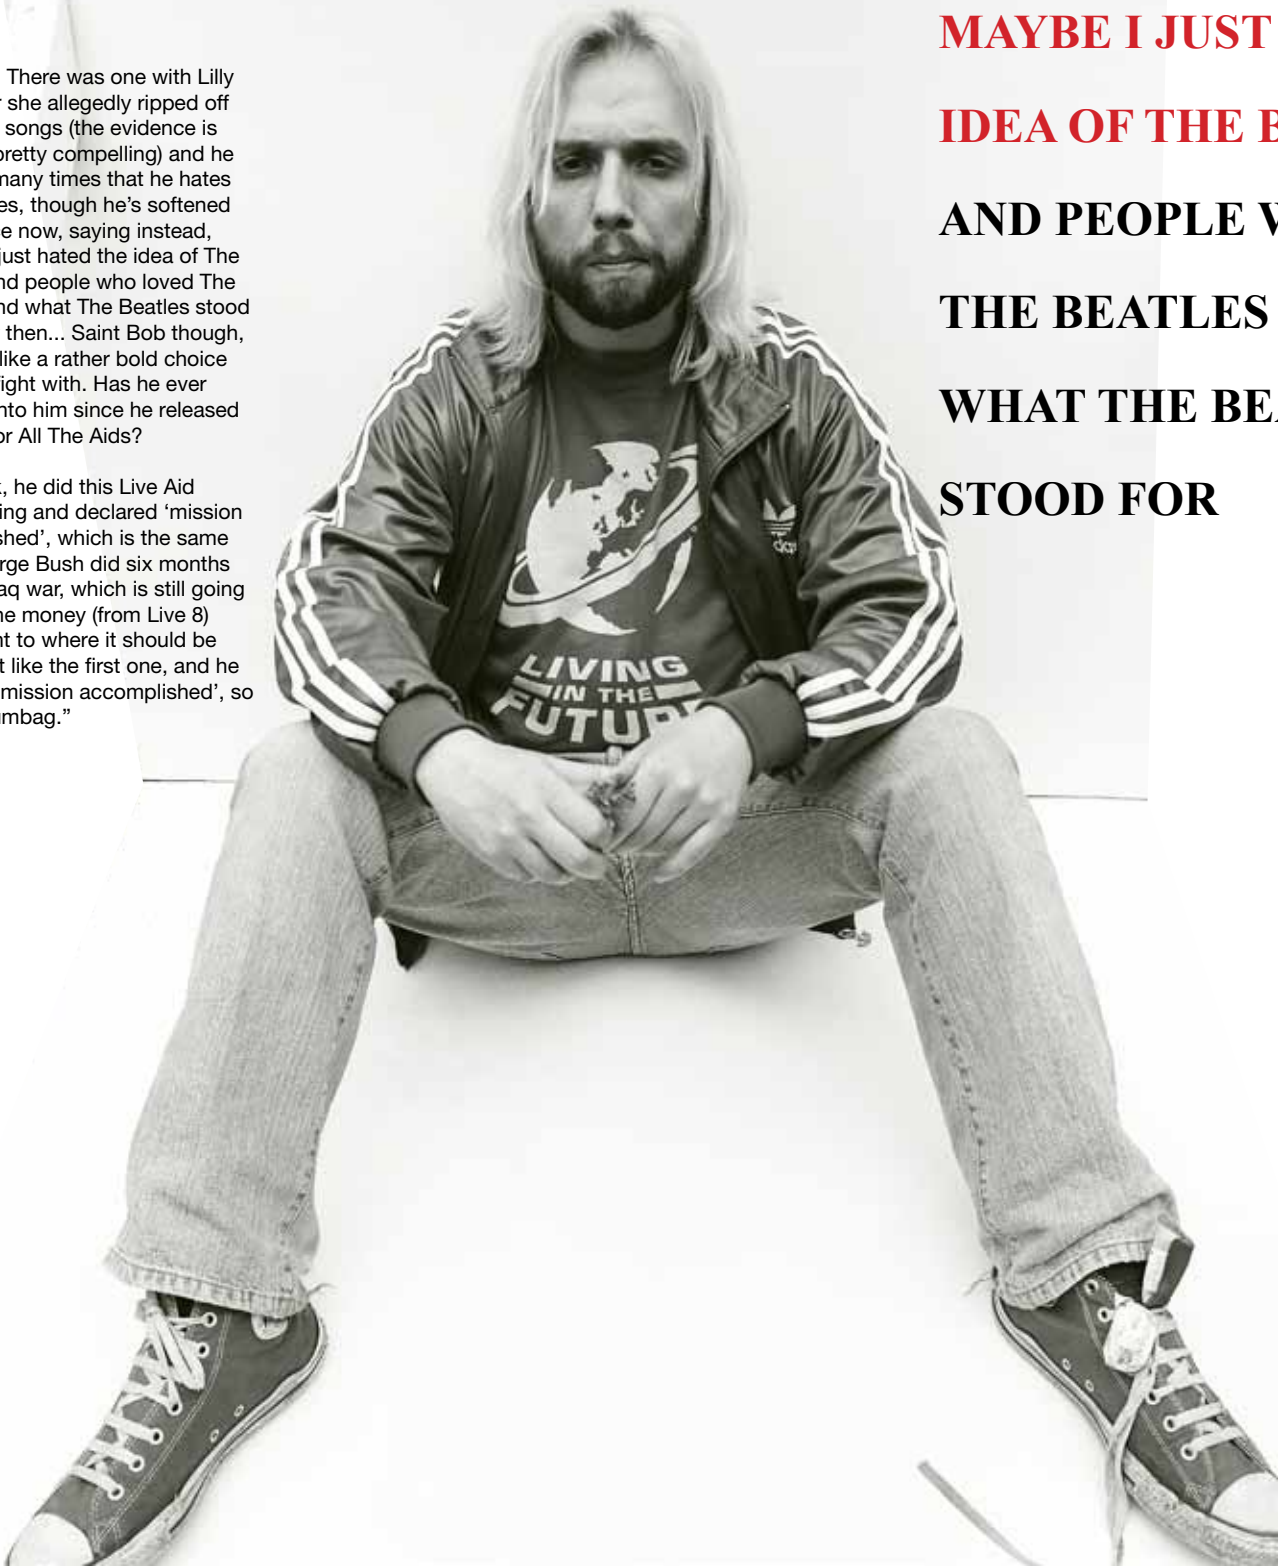 There was one with Lilly
she allegedly ripped off
songs (the evidence is
pretty compelling) and he
many times that he hates
es, though he’s softened
e now, saying instead,
just hated the idea of The
nd people who loved The
nd what The Beatles stood
then... Saint Bob though,
like a rather bold choice
fight with. Has he ever
nto him since he released
or All The Aids?
, he did this Live Aid
ing and declared ‘mission
shed’, which is the same
rge Bush did six months
aq war, which is still going
ne money (from Live 8)
nt to where it should be
t like the first one, and he
‘mission accomplished’, so
umbag.”
MAYBE I JUST
IDEA OF THE B
AND PEOPLE W
THE BEATLES
WHAT THE BEA
STOOD FOR
LIVING
IN THE
FUTURE
adidas